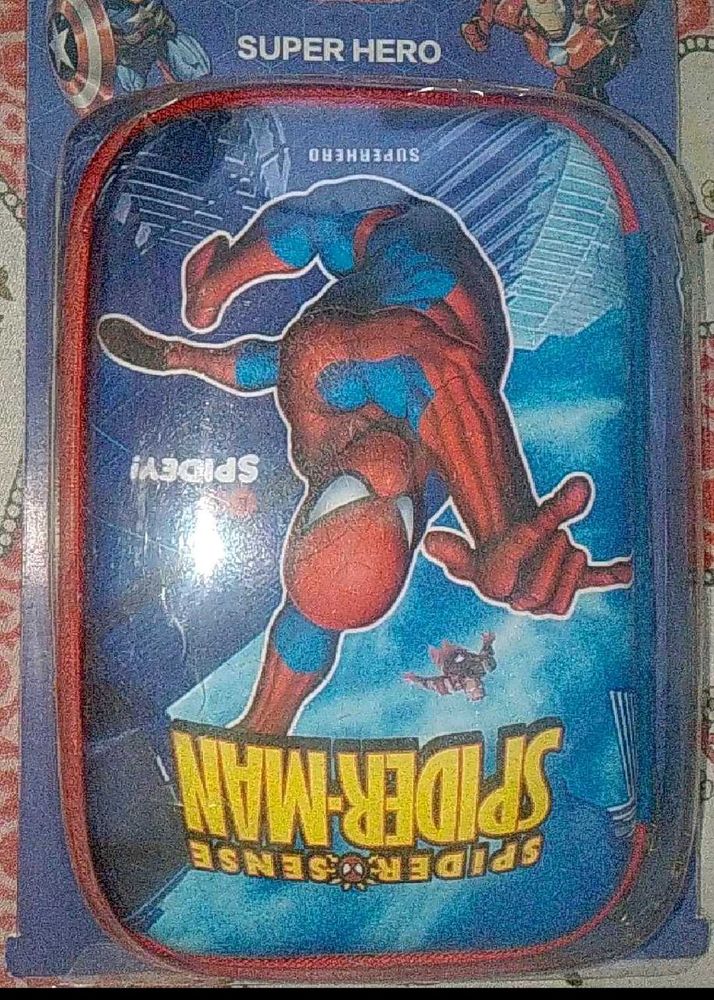 SUPER HERO
SUPERHERO
SPIDEY!
SPIDER-MAN
SPIDER SENSE